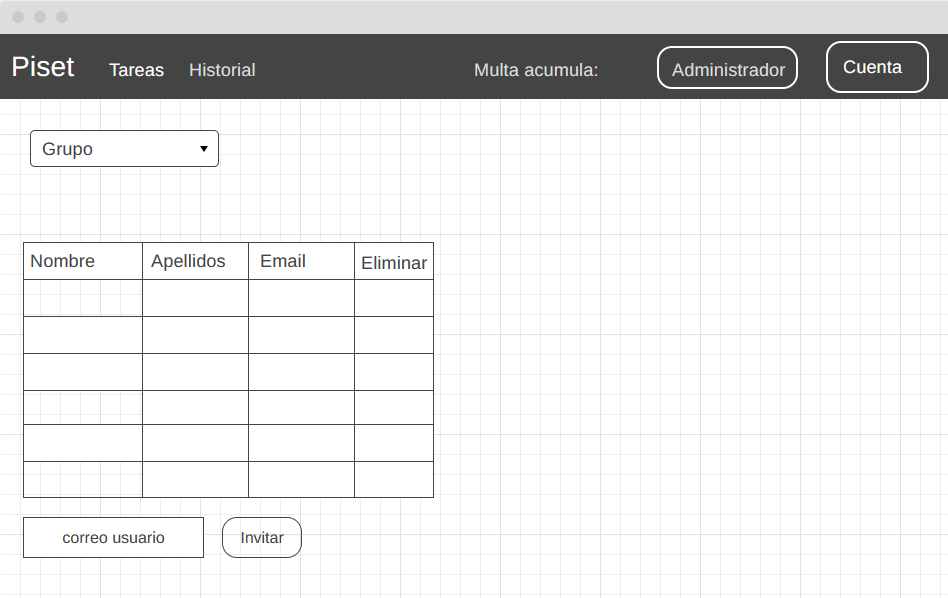 Piset Tareas Historial Multa acumula: Administrador Cuenta
Grupo
Nombre Apellidos Email Eliminar
correo usuario Invitar